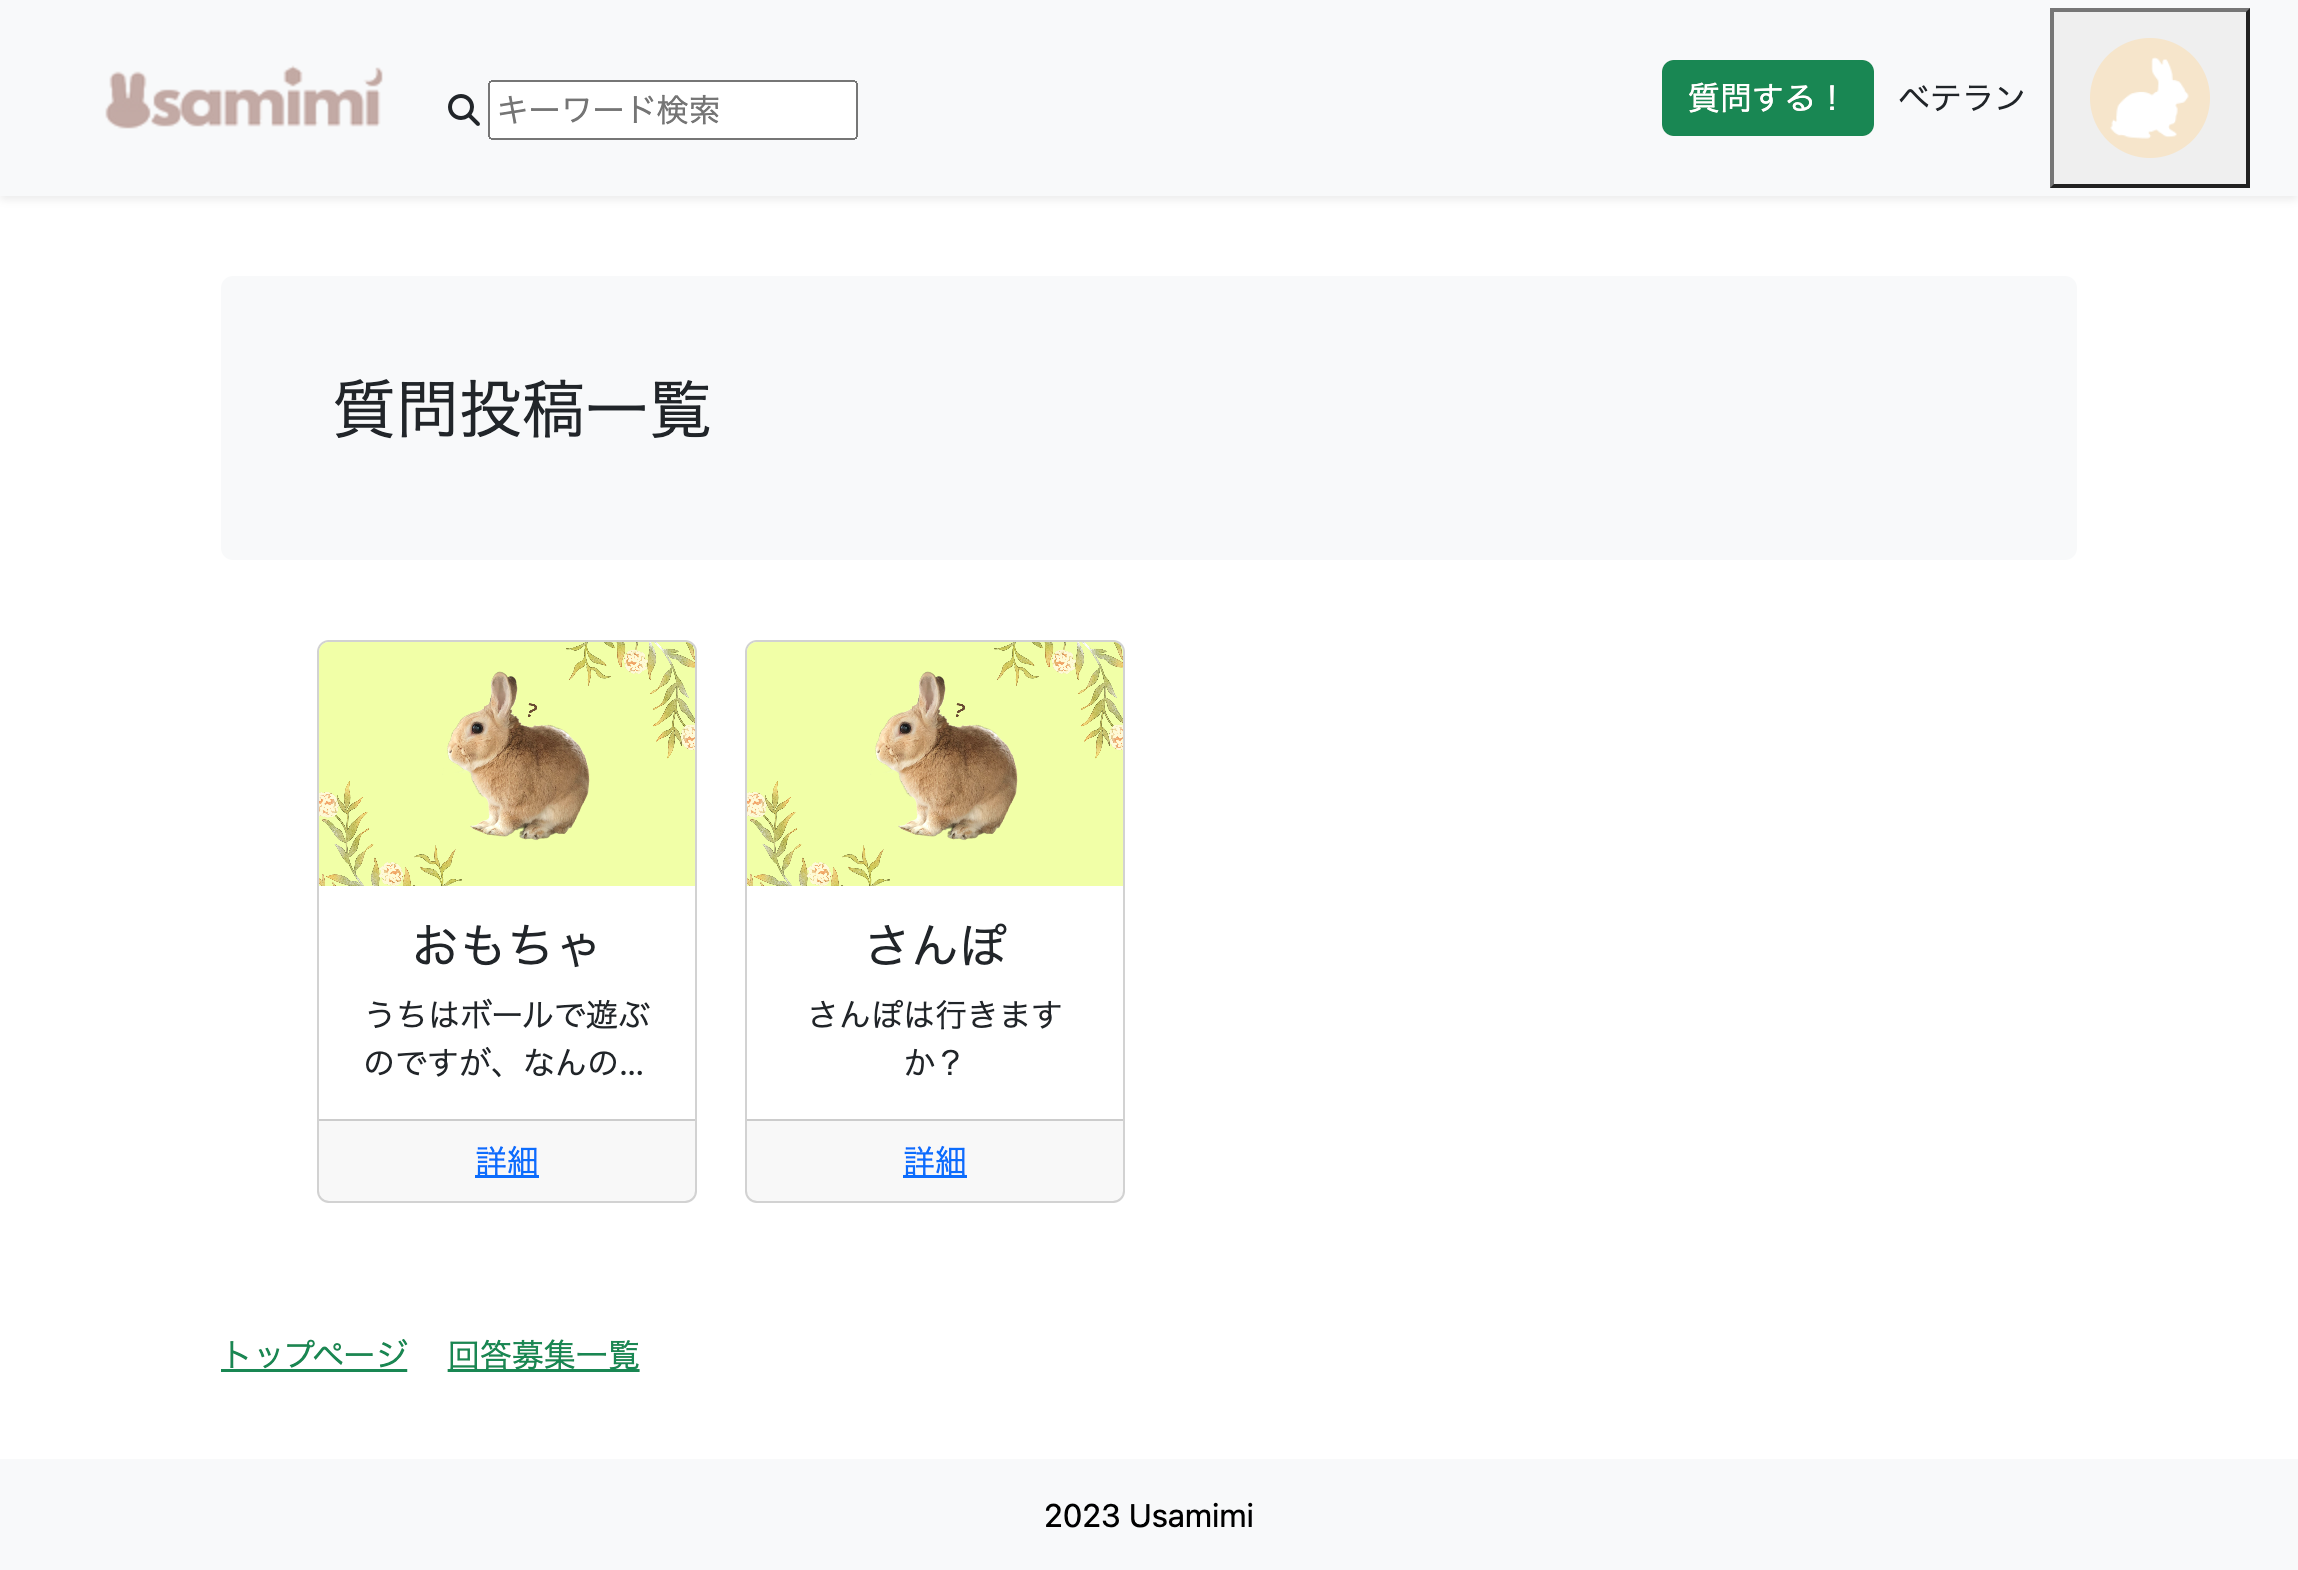 Usamimi
キーワード検索
質問する！
ベテラン
質問投稿一覧
?
?
おもちゃ
うちはボールで遊ぶ
のですが、なんの...
詳細
さんぽ
さんぽは行きます
か？
詳細
トップページ
回答募集一覧
2023 Usamimi